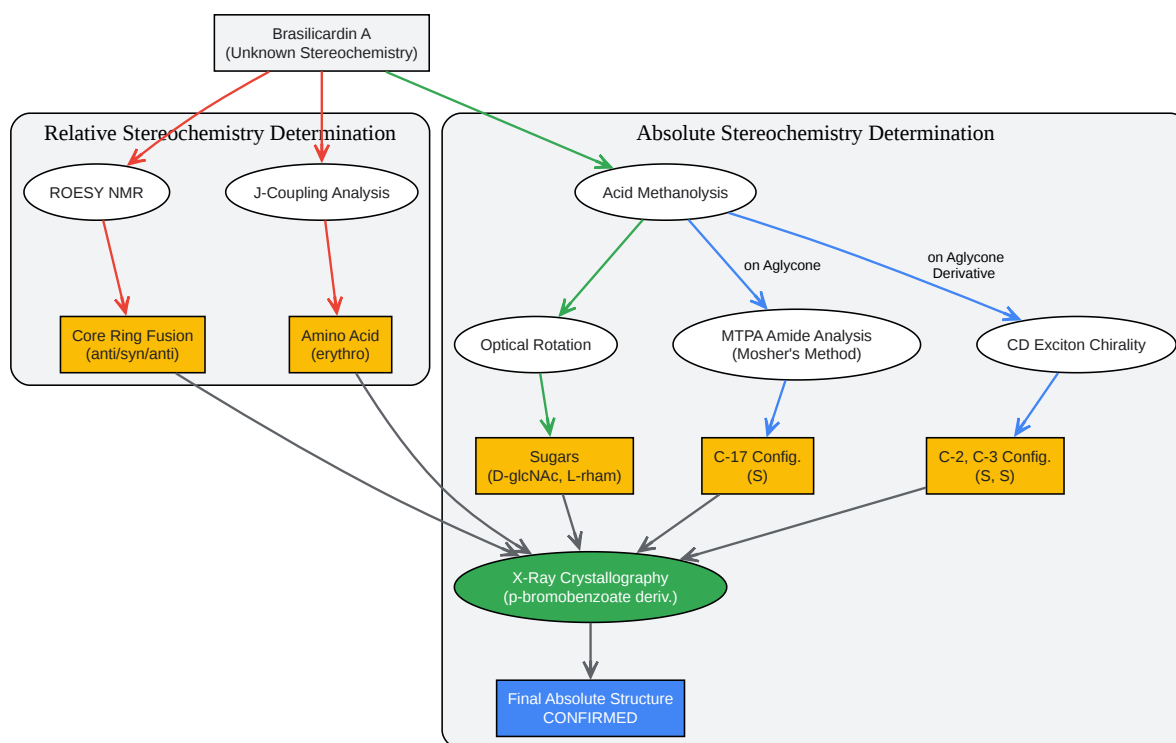 Brasilicardin A
(Unknown Stereochemistry)
Relative Stereochemistry Determination
Absolute Stereochemistry Determination
ROESY NMR
J-Coupling Analysis
Acid Methanolysis
on Aglycone
on Aglycone
Derivative
Core Ring Fusion
(anti/syn/anti)
Amino Acid
(erythro)
Optical Rotation
MTPA Amide Analysis
(Mosher's Method)
CD Exciton Chirality
Sugars
(D-glcNAc, L-rham)
C-17 Config.
(S)
C-2, C-3 Config.
(S, S)
X-Ray Crystallography
(p-bromobenzoate deriv.)
Final Absolute Structure
CONFIRMED